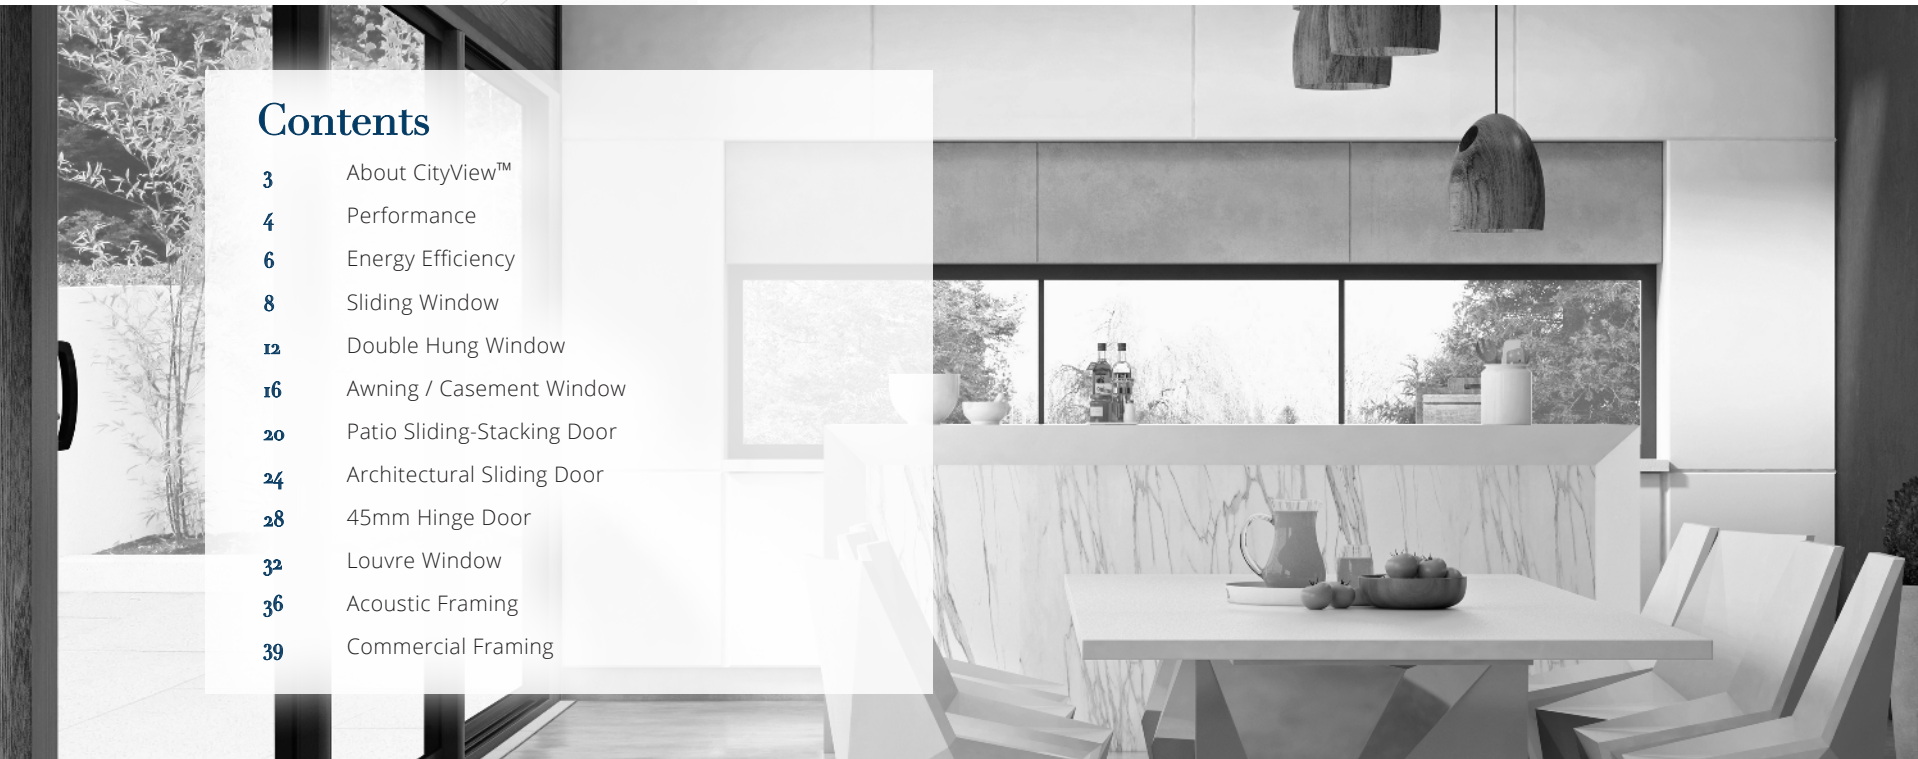 Contents
3 About CityView™
4 Performance
6 Energy Efficiency
8 Sliding Window
12 Double Hung Window
16 Awning / Casement Window
20 Patio Sliding-Stacking Door
24 Architectural Sliding Door
28 45mm Hinge Door
32 Louvre Window
36 Acoustic Framing
39 Commercial Framing